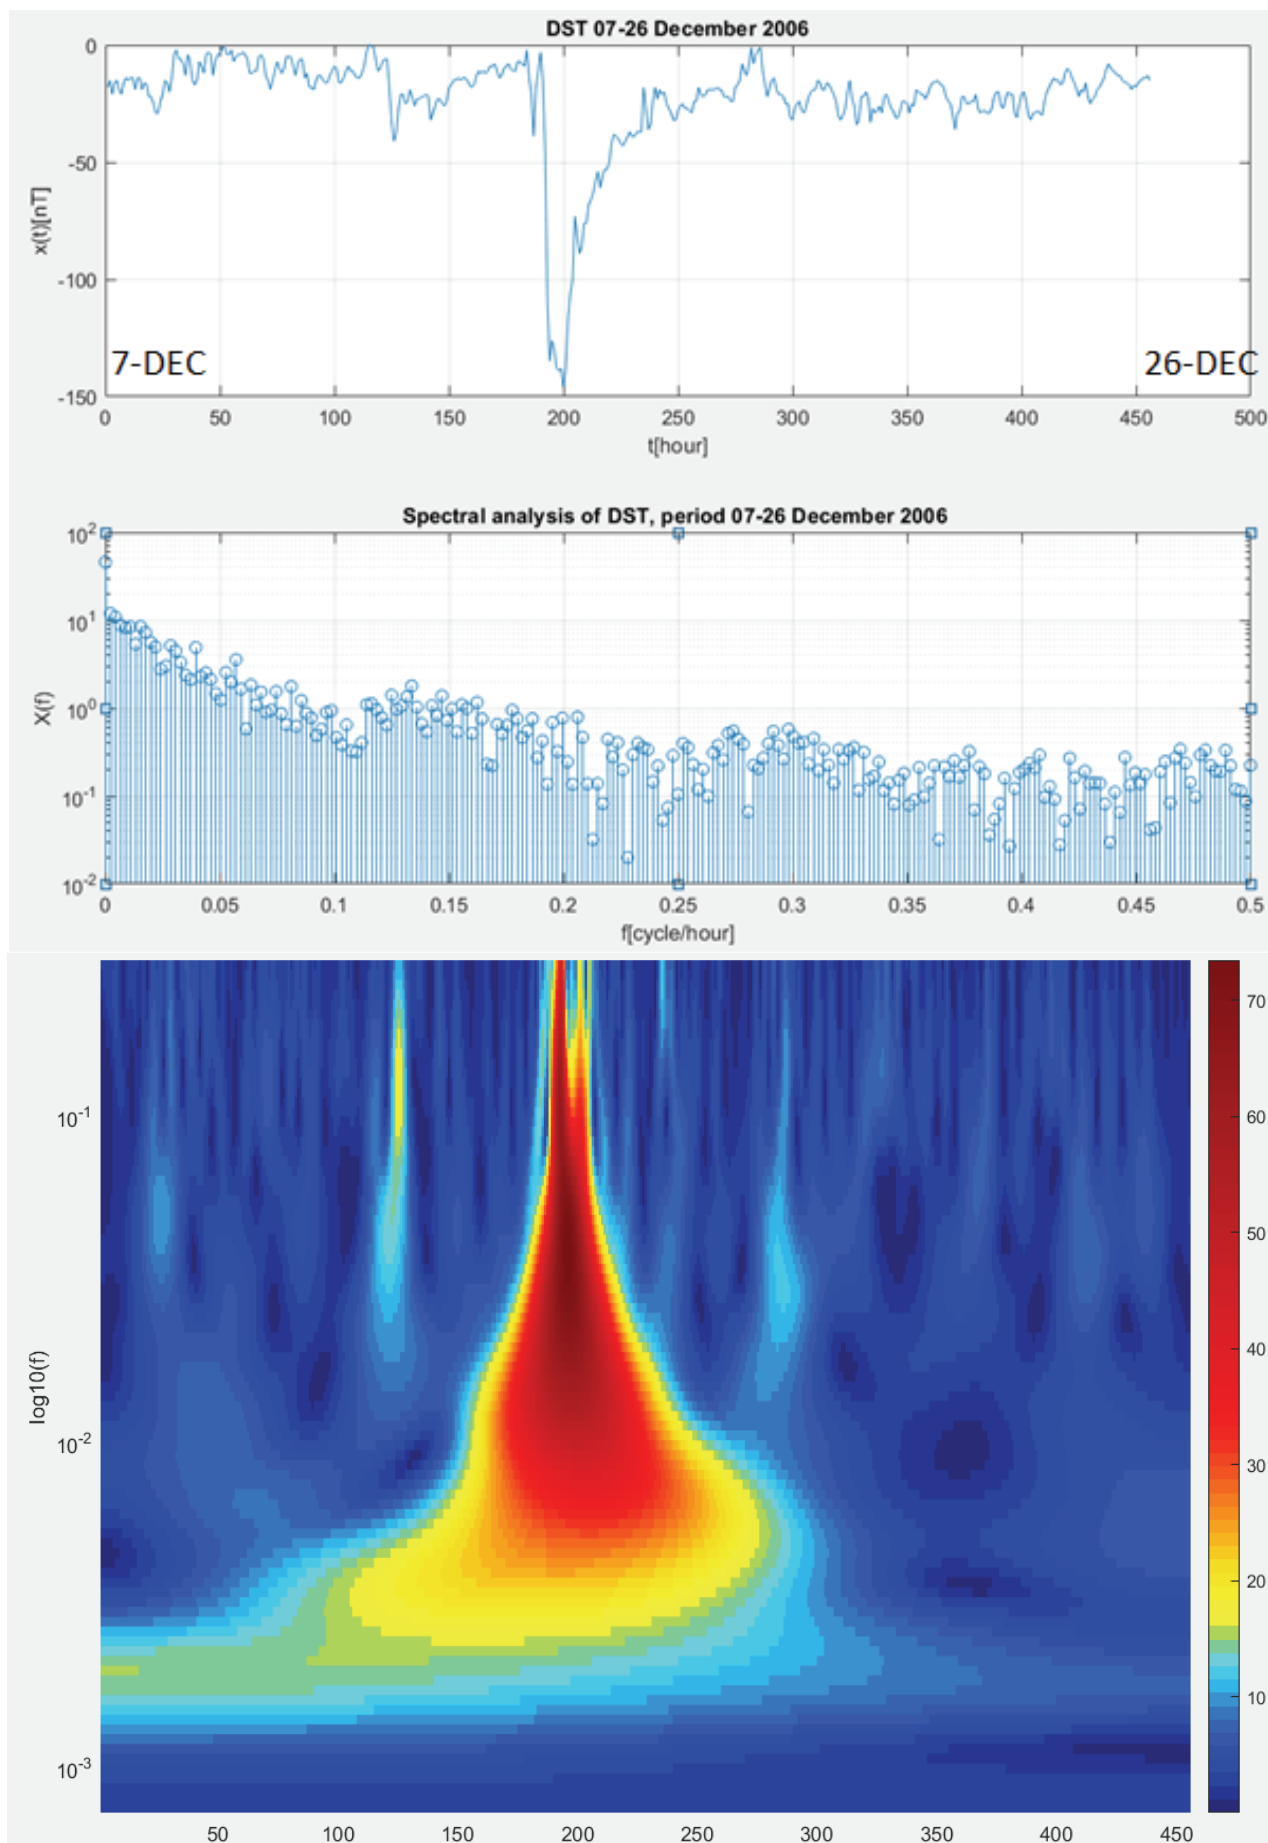 DST 07-26 December 2006
0
-50
-100
-150
x(t)[nT]
7-DEC
26-DEC
0 50 100 150 200 250 300 350 400 450 500
t[hour]
Spectral analysis of DST, period 07-26 December 2006
10^2
10^1
10^0
10^-1
10^-2
X(f)
0 0.05 0.1 0.15 0.2 0.25 0.3 0.35 0.4 0.45 0.5
f[cycle/hour]
10^-1
10^-2
10^-3
log10(f)
70
60
50
40
30
20
10
50 100 150 200 250 300 350 400 450